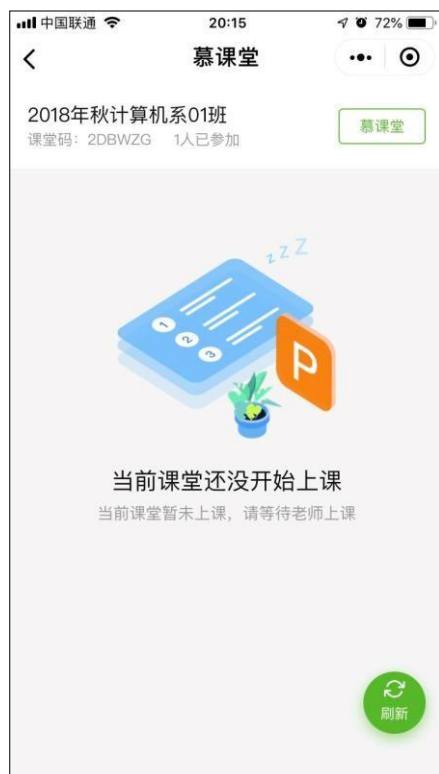 中国联通 20:15 72%
慕课堂
2018年秋计算机系01班
课堂码：2DBWZG 1人已参加
慕课堂
zZZ
1
2
3
P
当前课堂还没开始上课
当前课堂暂未上课，请等待老师上课
刷新